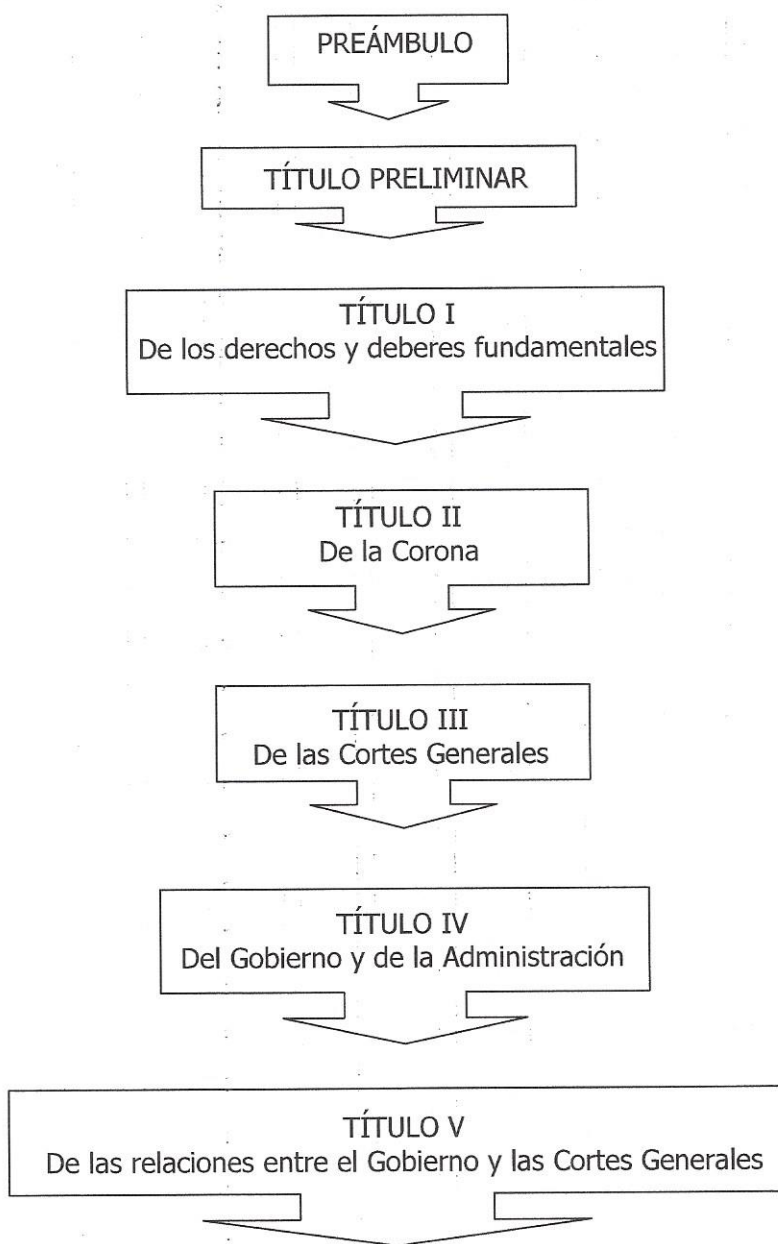 PREÁMBULO
TÍTULO PRELIMINAR
TÍTULO I
De los derechos y deberes fundamentales
TÍTULO II
De la Corona
TÍTULO III
De las Cortes Generales
TÍTULO IV
Del Gobierno y de la Administración
TÍTULO V
De las relaciones entre el Gobierno y las Cortes Generales